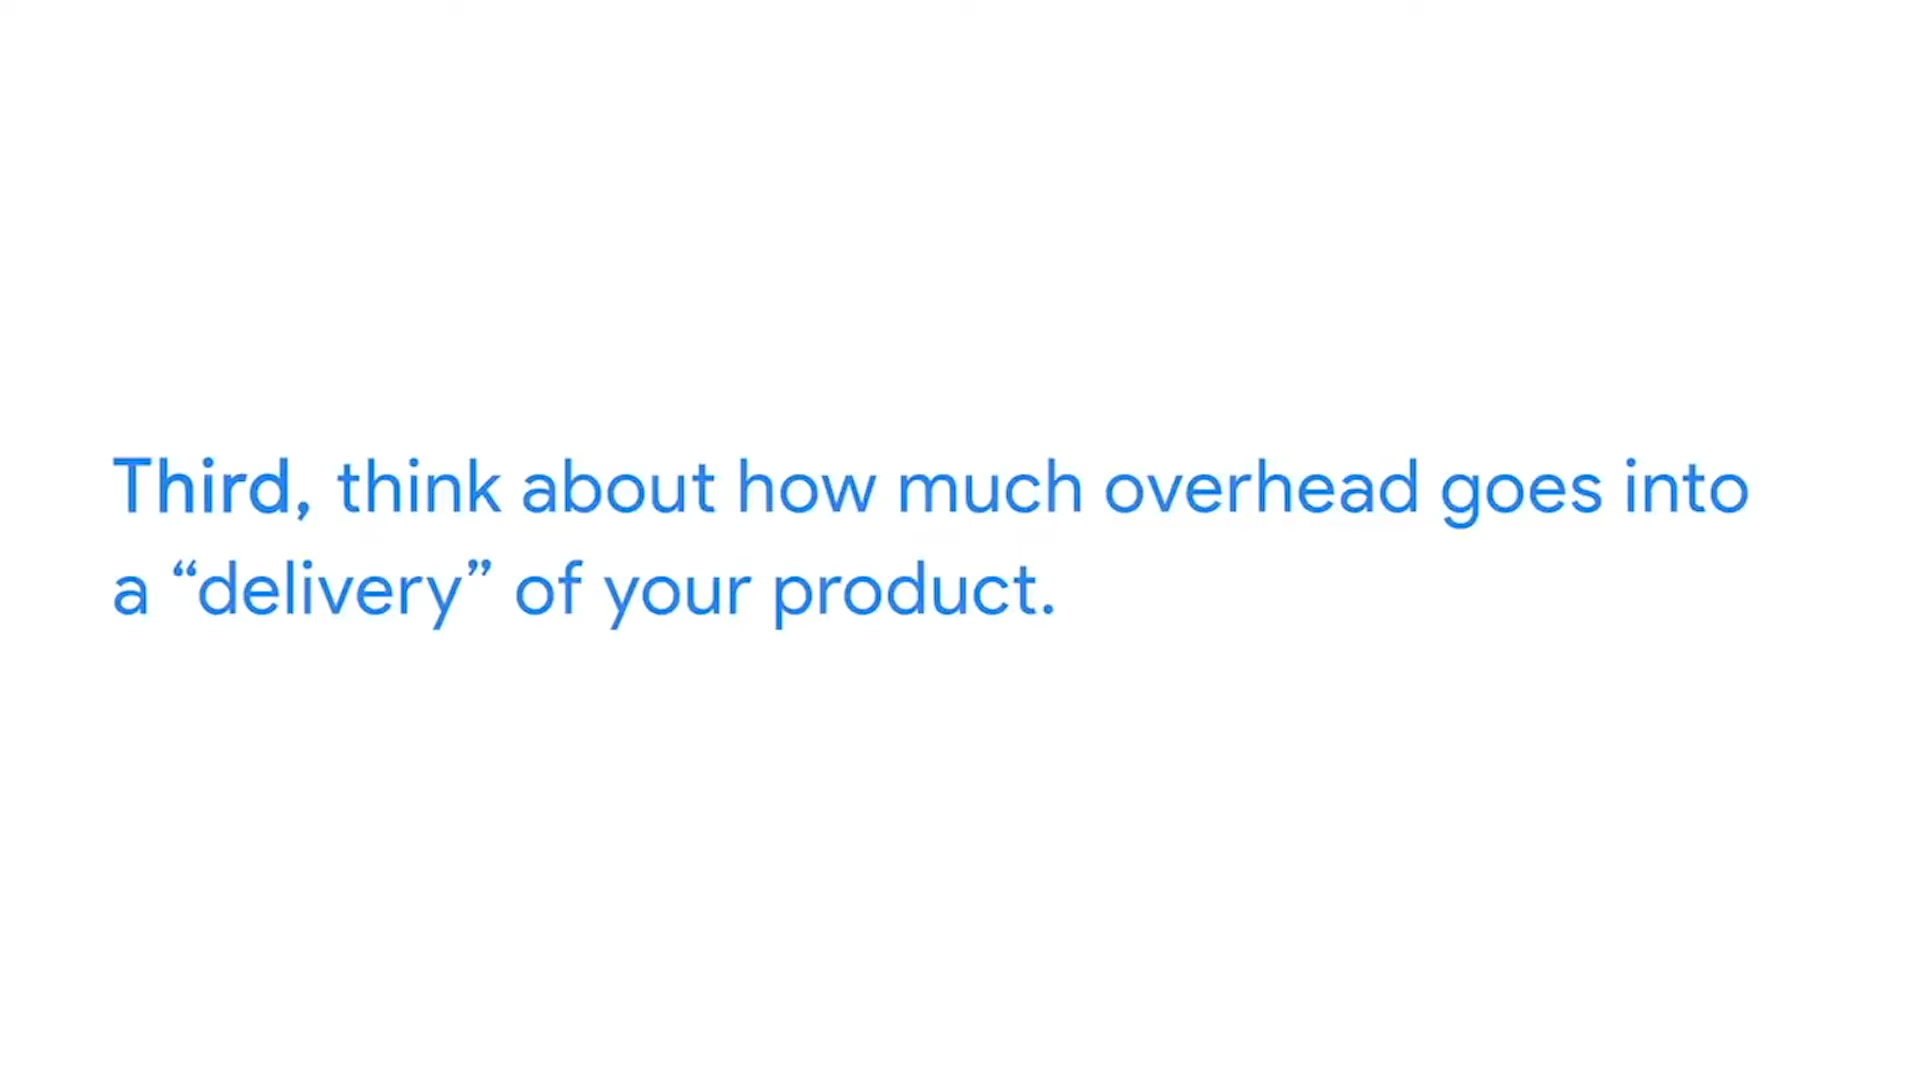 Third, think about how much overhead goes into
a “delivery” of your product.